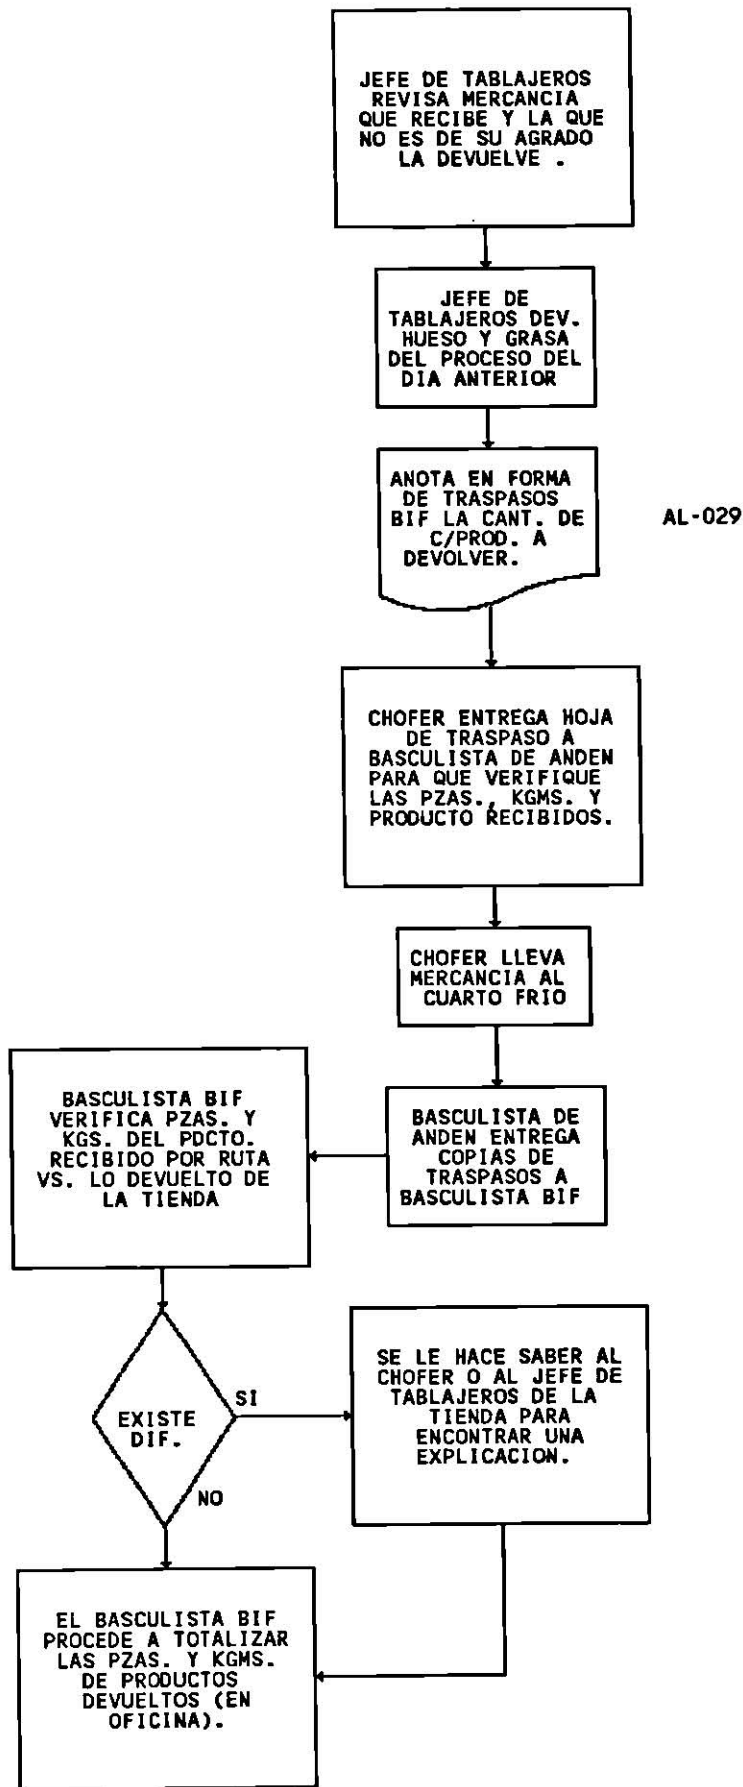 JEFE DE TABLAJEROS
REVISA MERCANCIA
QUE RECIBE Y LA QUE
NO ES DE SU AGRADO
LA DEVUELVE .
JEFE DE
TABLAJEROS DEV.
HUESO Y GRASA
DEL PROCESO DEL
DIA ANTERIOR
ANOTA EN FORMA
DE TRASPASOS
BIF LA CANT. DE
C/PROD. A
DEVOLVER.
AL-029
CHOFER ENTREGA HOJA
DE TRASPASO A
BASCULISTA DE ANDEN
PARA QUE VERIFIQUE
LAS PZAS., KGMS. Y
PRODUCTO RECIBIDOS.
CHOFER LLEVA
MERCANCIA AL
CUARTO FRIO
BASCULISTA DE
ANDEN ENTREGA
COPIAS DE
TRASPASOS A
BASCULISTA BIF
BASCULISTA BIF
VERIFICA PZAS. Y
KGS. DEL PDCTO.
RECIBIDO POR RUTA
VS. LO DEVUELTO DE
LA TIENDA
EXISTE
DIF.
SI
NO
SE LE HACE SABER AL
CHOFER O AL JEFE DE
TABLAJEROS DE LA
TIENDA PARA
ENCONTRAR UNA
EXPLICACION.
EL BASCULISTA BIF
PROCEDE A TOTALIZAR
LAS PZAS. Y KGMS.
DE PRODUCTOS
DEVUELTOS (EN
OFICINA).